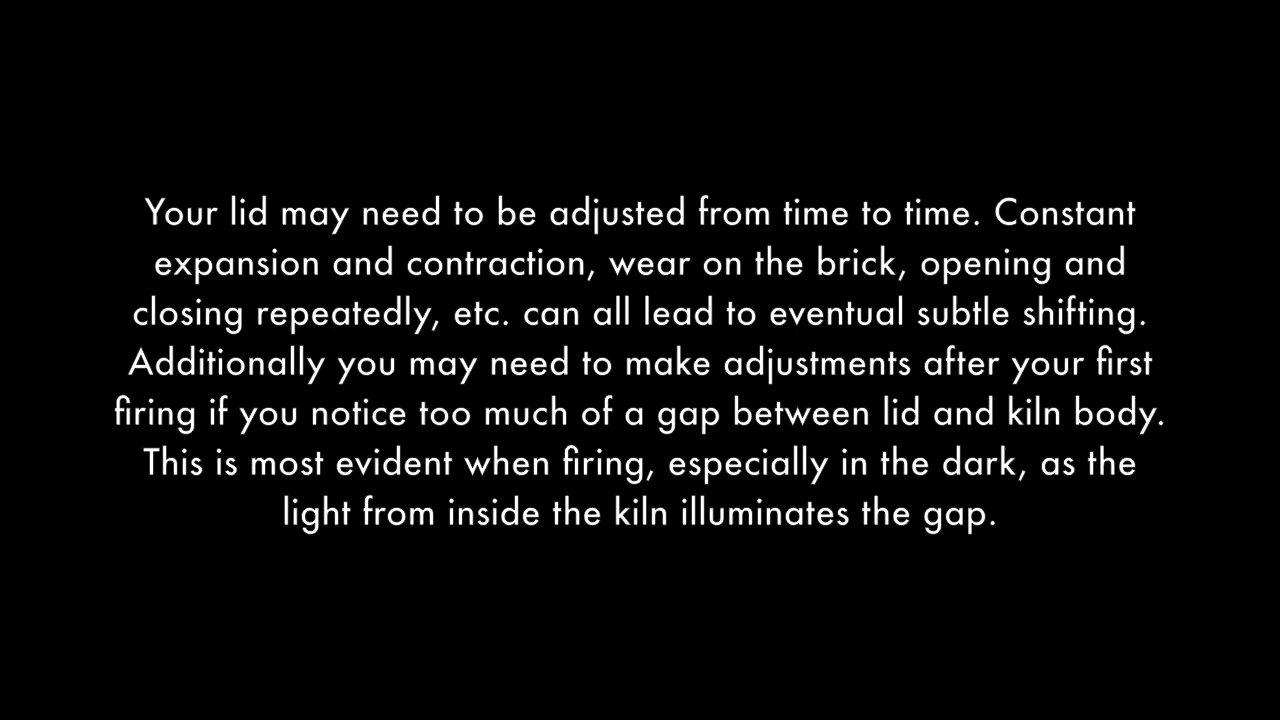 Your lid may need to be adjusted from time to time. Constant
expansion and contraction, wear on the brick, opening and
closing repeatedly, etc. can all lead to eventual subtle shifting.
Additionally you may need to make adjustments after your first
firing if you notice too much of a gap between lid and kiln body.
This is most evident when firing, especially in the dark, as the
light from inside the kiln illuminates the gap.